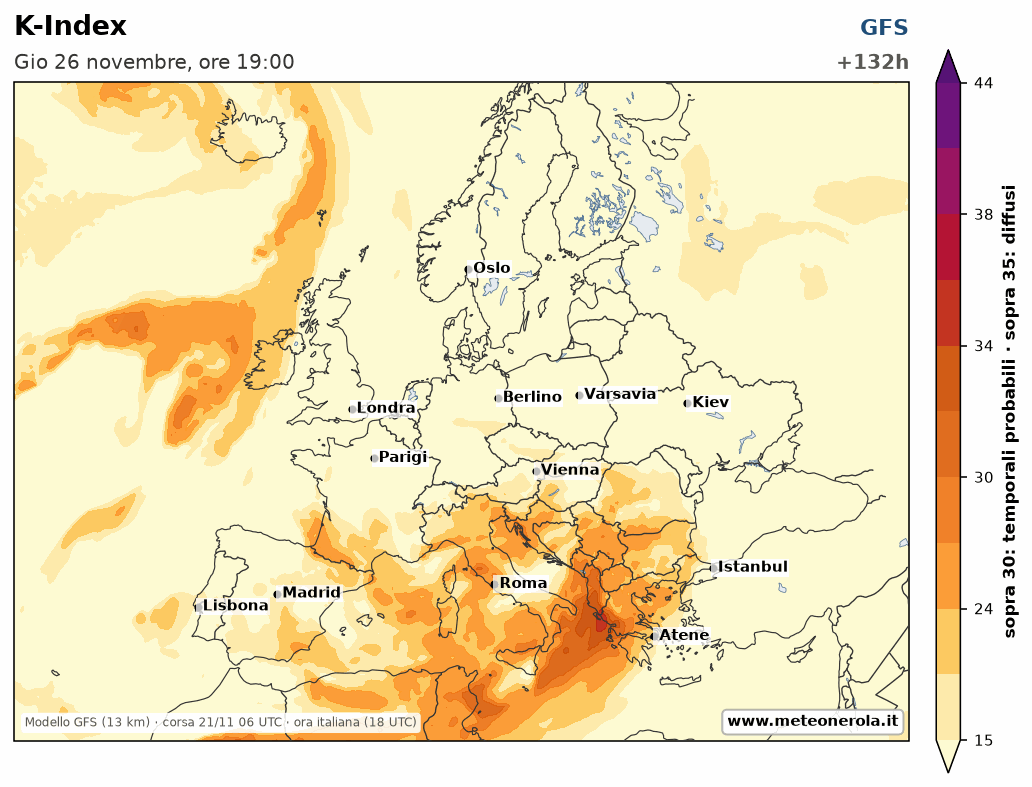 K-Index
GFS
Gio 26 novembre, ore 19:00
+132h
Oslo
Londra
Berlino
Varsavia
Kiev
Parigi
Vienna
Istanbul
Roma
Madrid
Lisbona
Atene
Modello GFS (13 km) · corsa 21/11 06 UTC · ora italiana (18 UTC)
www.meteonerola.it
44
38
34
30
24
15
sopra 30: temporali probabili · sopra 35: diffusi